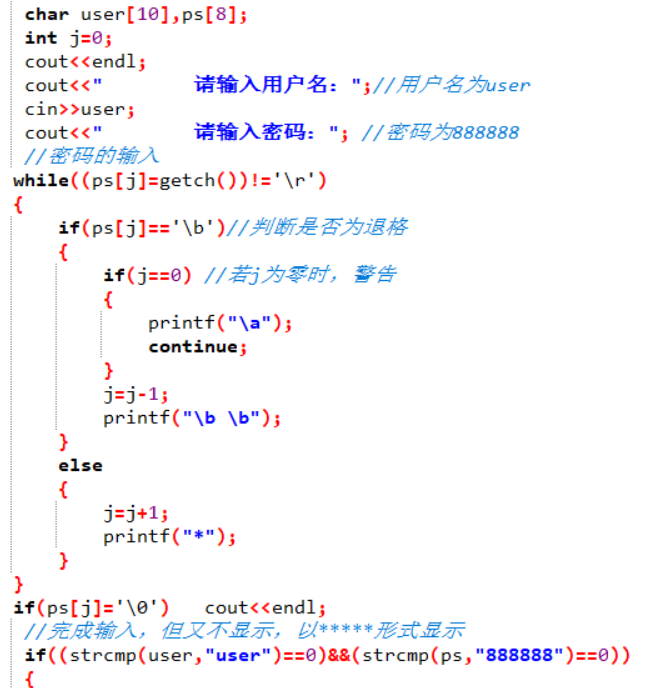 char user[10],ps[8];
int j=0;
cout<<endl;
cout<<"        请输入用户名: ";//用户名为user
cin>>user;
cout<<"        请输入密码: "; //密码为888888
//密码的输入
while((ps[j]=getch())!='\r')
{
if(ps[j]=='\b')//判断是否为退格
{
if(j==0) //若j为零时，警告
{
printf("\a");
continue;
}
j=j-1;
printf("\b \b");
}
else
{
j=j+1;
printf("*");
}
}
if(ps[j]='\0')   cout<<endl;
//完成输入，但又不显示，以*****形式显示
if((strcmp(user,"user")==0)&&(strcmp(ps,"888888")==0))
{